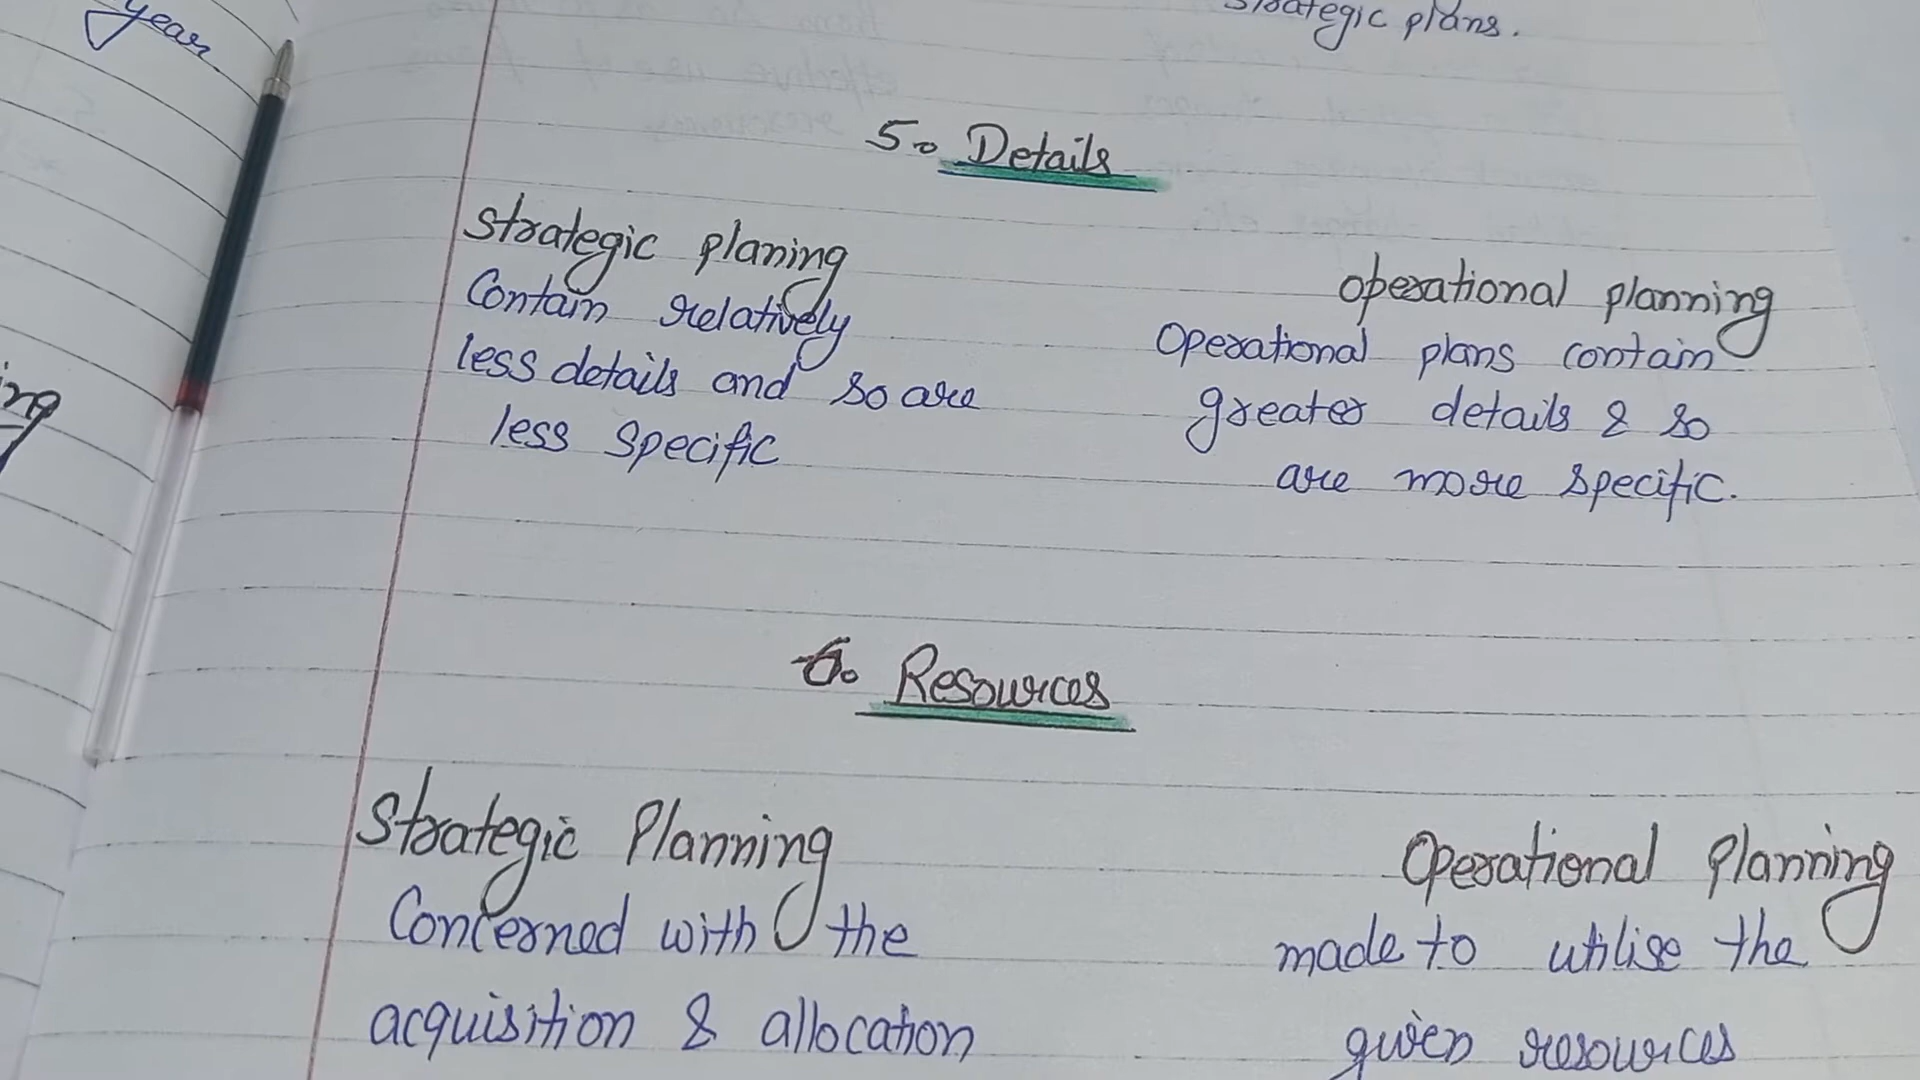 year
strategic plans.
5. Details
strategic planing
Contain relatively
less details and so are
less specific
operational planning
Operational plans contain
greater details & so
are more specific.
6. Resources
Strategic Planning
Concerned with the
acquisition & allocation
Operational Planning
made to utilise the
given resources
ing